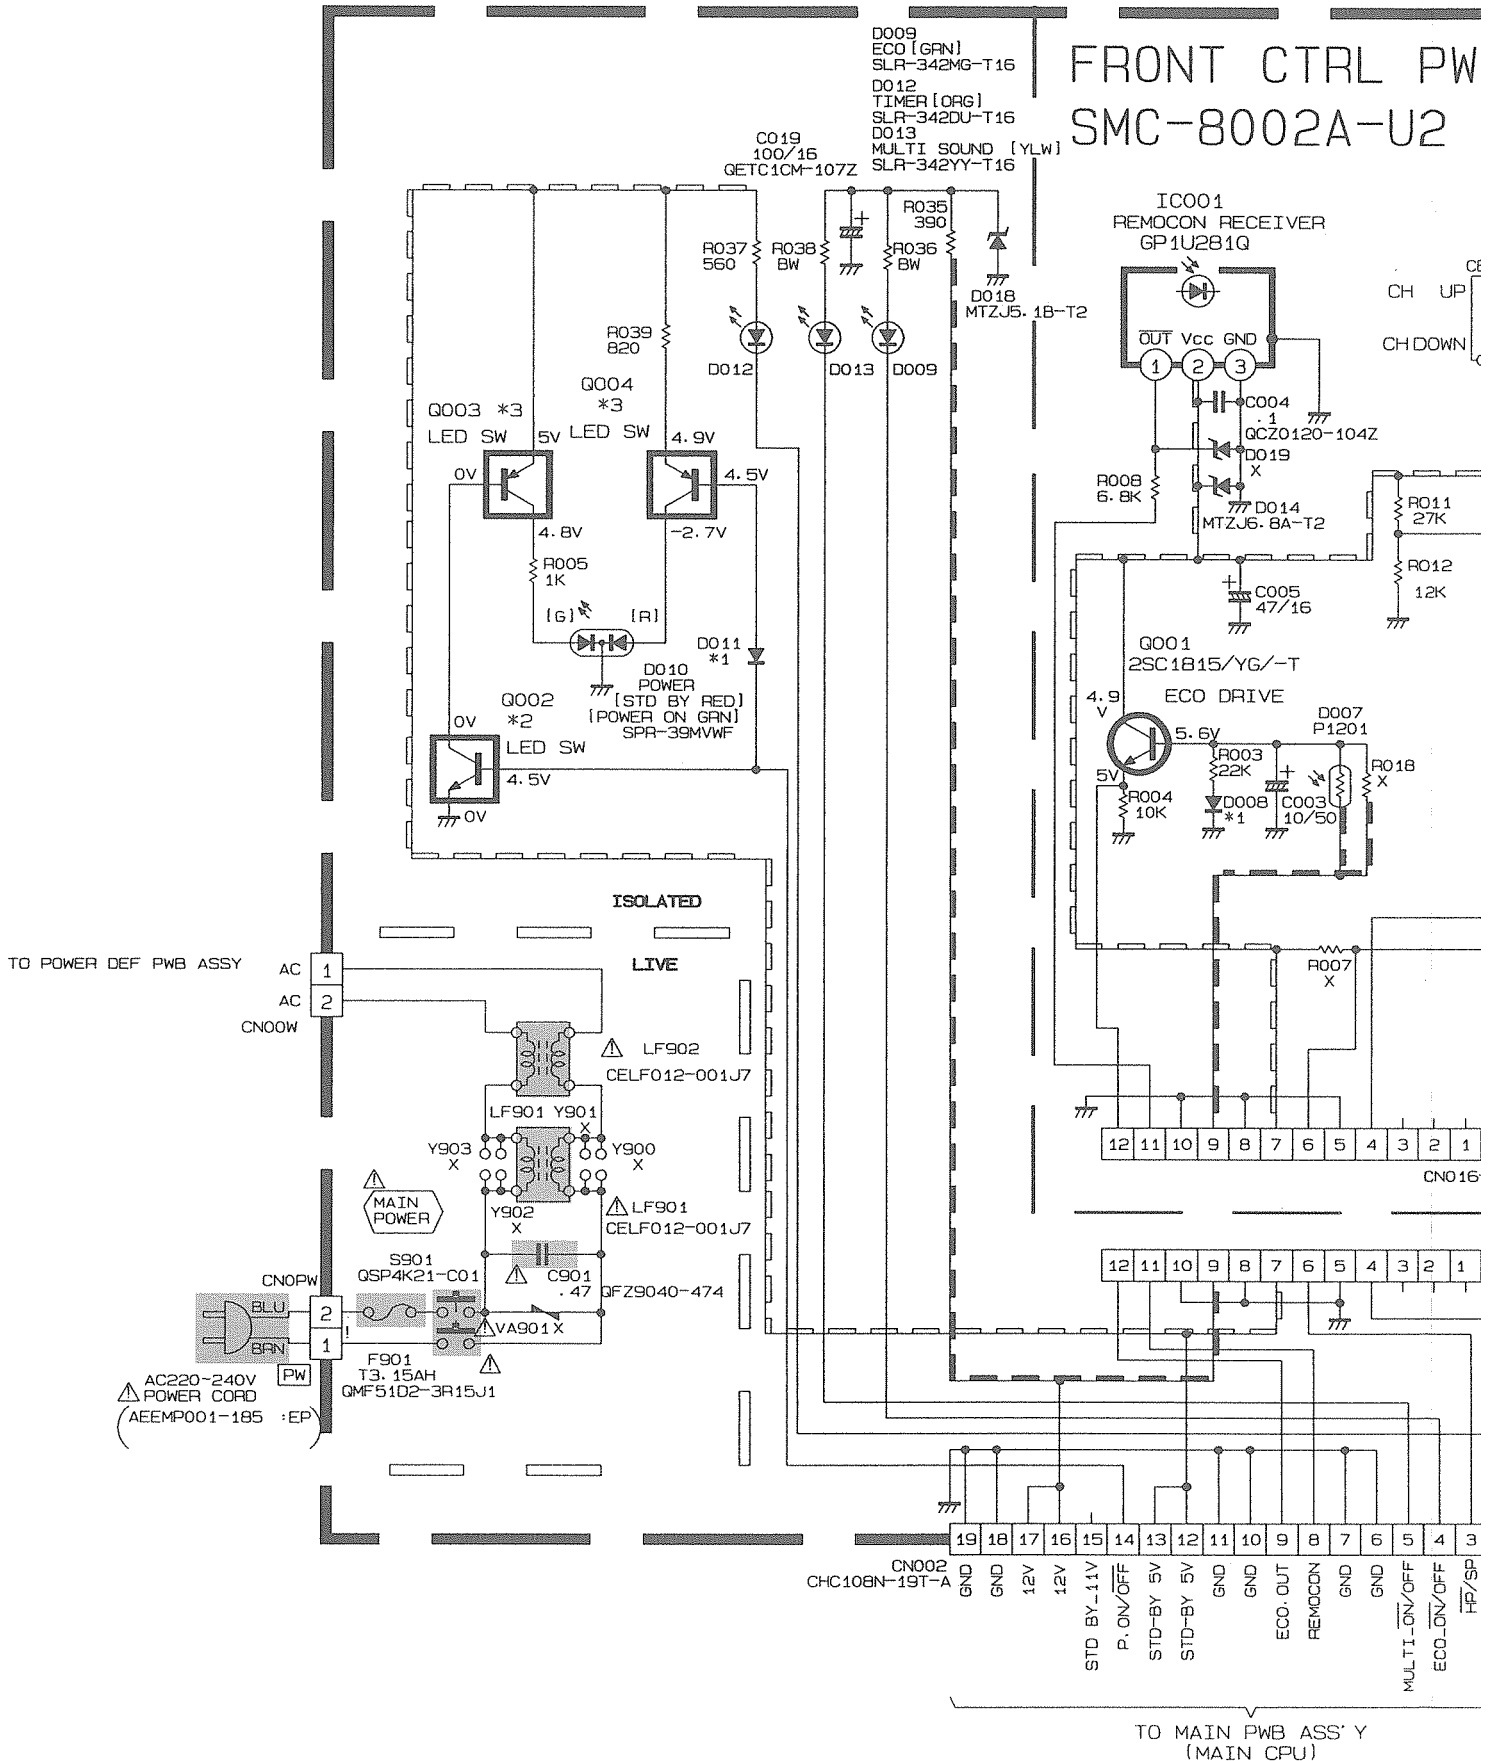 D009
ECO [GRN]
SLR-342MG-T16
D012
TIMER [ORG]
SLR-342DU-T16
D013
MULTI SOUND [YLW]
SLR-342YY-T16
FRONT CTRL PW
SMC-8002A-U2
C019
100/16
QETC1CM-107Z
R037
560
R038
BW
+
R036
BW
R035
390
D018
MTZJ5.1B-T2
IC001
REMOCON RECEIVER
GP1U281Q
OUT Vcc GND
1 2 3
CH UP
CH DOWN
R039
820
D012
D013
D009
Q003 *3
LED SW
Q004
*3
LED SW
5V
0V
4.8V
4.9V
4.5V
-2.7V
C004
.1
QCZ0120-104Z
D019
X
R008
6.8K
D014
MTZJ6.8A-T2
R011
27K
R012
12K
R005
1K
[G] [R]
D010
POWER
[STD BY RED]
[POWER ON GRN]
SPR-39MVWF
D011
*1
+
C005
47/16
Q001
2SC1815/YG/-T
ECO DRIVE
4.9
V
5.6V
5V
R004
10K
R003
22K
D008
*1
+
C003
10/50
D007
P1201
R018
X
Q002
*2
LED SW
0V
4.5V
0V
ISOLATED
LIVE
TO POWER DEF PWB ASSY
AC 1
AC 2
CN00W
R007
X
LF902
CELF012-001J7
LF901 Y901
X
Y903
X
Y900
X
Y902
X
LF901
CELF012-001J7
MAIN
POWER
S901
QSP4K21-C01
C901
.47
QFZ9040-474
VA901X
CN0PW
BLU
BRN
2
1
!
PW
F901
T3.15AH
QMF51D2-3R15J1
AC220-240V
POWER CORD
(AEEMP001-185 :EP)
12 11 10 9 8 7 6 5 4 3 2 1
CN016-
12 11 10 9 8 7 6 5 4 3 2 1
19 18 17 16 15 14 13 12 11 10 9 8 7 6 5 4 3
CN002
CHC108N-19T-A
GND
GND
12V
12V
STD BY_11V
P.ON/OFF
STD-BY 5V
STD-BY 5V
GND
GND
ECO.OUT
REMOCON
GND
GND
MULTI_ON/OFF
ECO_ON/OFF
HP/SP
TO MAIN PWB ASS'Y
(MAIN CPU)